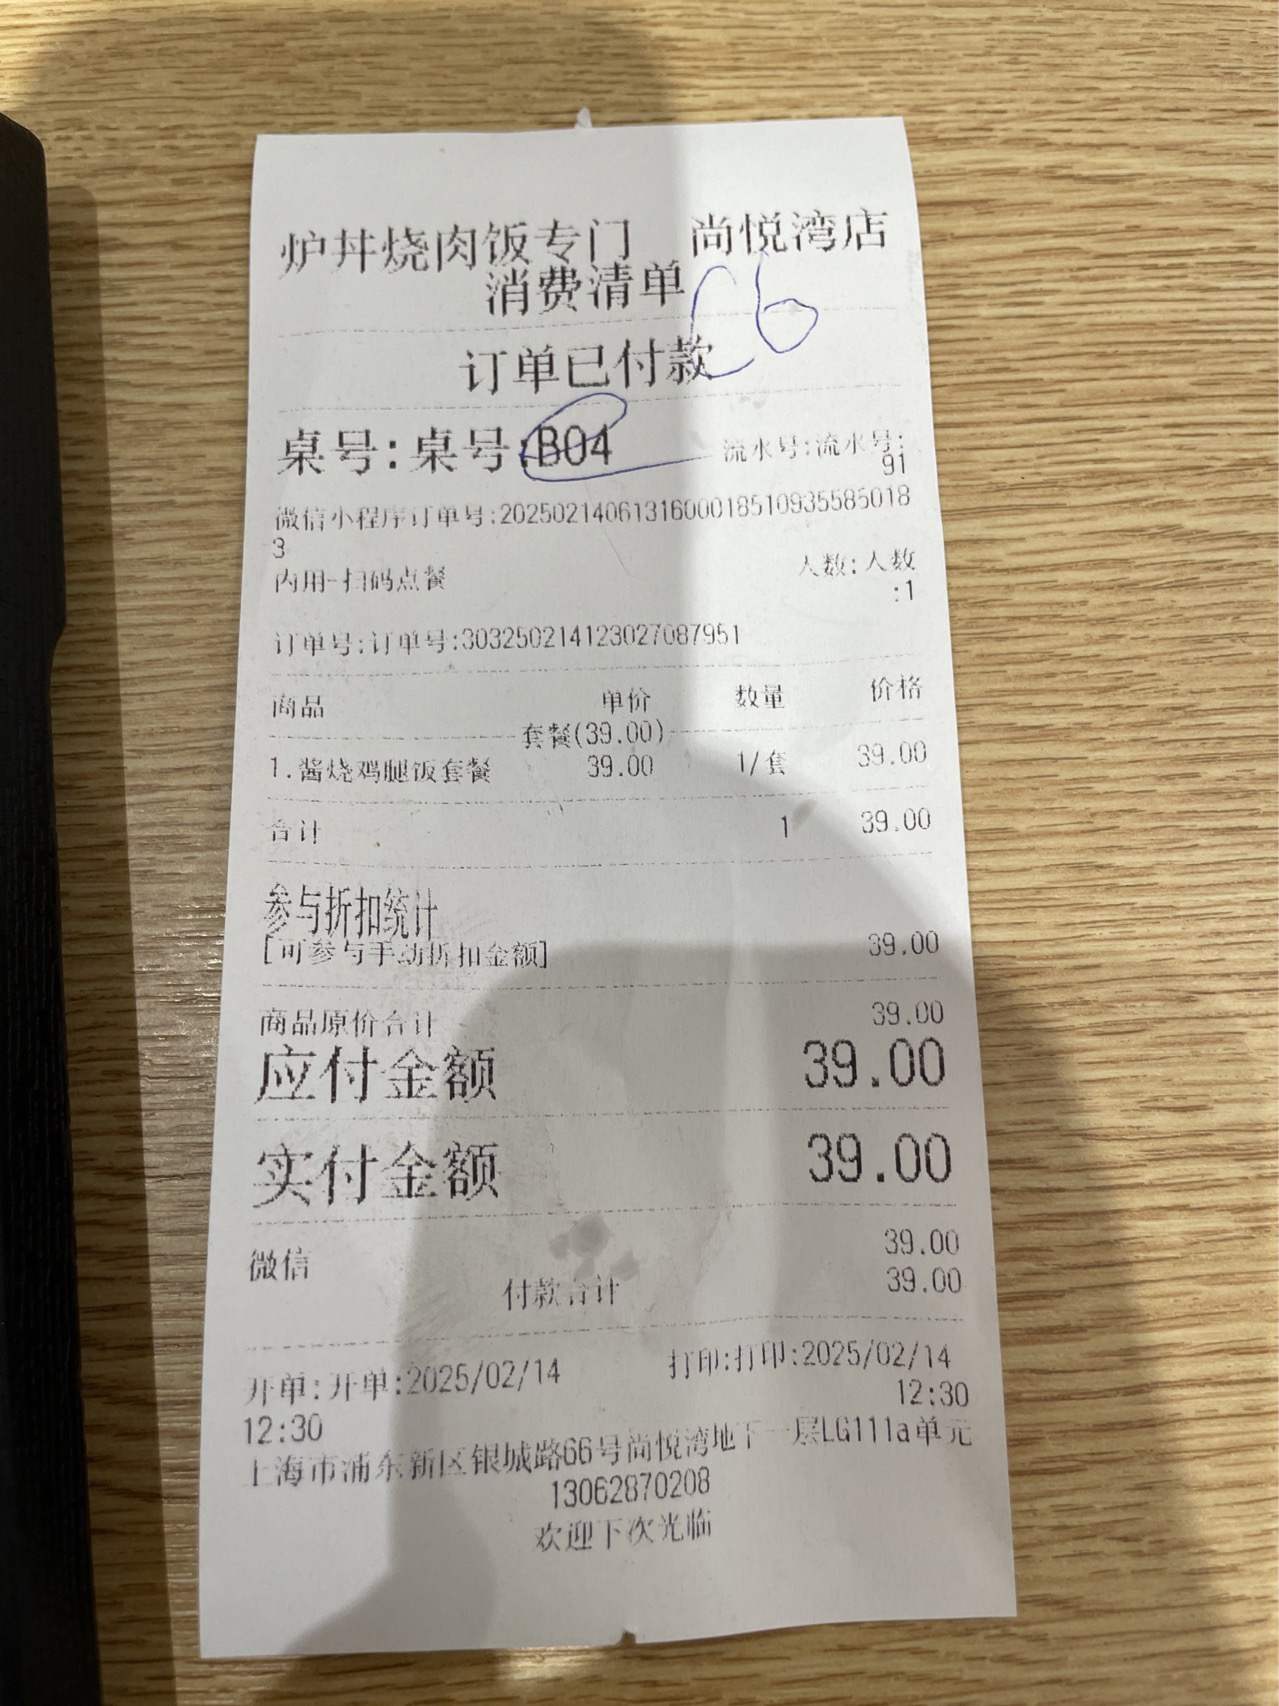 炉丼烧肉饭专门 尚悦湾店
消费清单
C6
订单已付款
桌号:桌号:B04 流水号:流水号:
91
微信小程序订单号:2025021406131600018510935585018
3
内用-扫码点餐 人数:人数
:1
订单号:订单号:303250214123027087951
商品 单价 数量 价格
套餐(39.00)
1.酱烧鸡腿饭套餐 39.00 1/套 39.00
合计 1 39.00
参与折扣统计
[可参与手动折扣金额] 39.00
商品原价合计 39.00
应付金额 39.00
实付金额 39.00
微信 39.00
付款合计 39.00
开单:开单:2025/02/14 打印:打印:2025/02/14
12:30 12:30
上海市浦东新区银城路66号尚悦湾地下一层LG111a单元
13062870208
欢迎下次光临